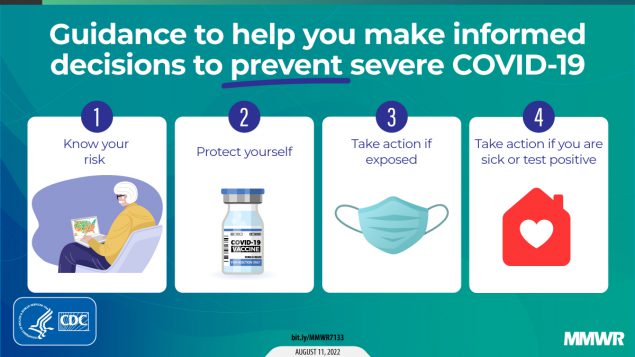 Guidance to help you make informed
decisions to prevent severe COVID-19
1
Know your
risk
2
Protect yourself
COVID-19
VACCINE
3
Take action if
exposed
4
Take action if you are
sick or test positive
CDC
bit.ly/MMWR7133
AUGUST 11, 2022
MMWR